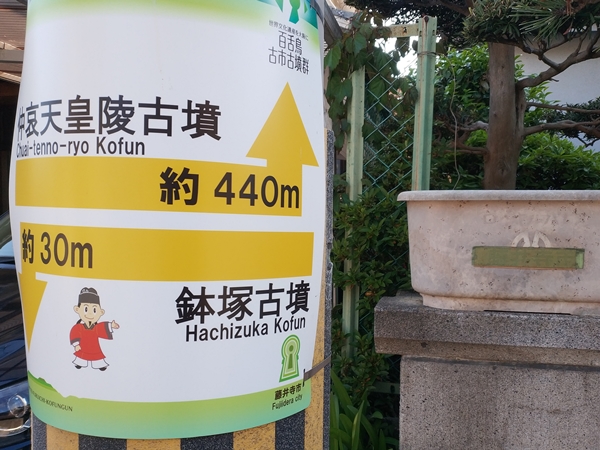 百舌鳥
古市古墳群
仲哀天皇陵古墳
Chuai-tenno-ryo Kofun
約 440m
約 30m
鉢塚古墳
Hachizuka Kofun
藤井寺市
Fujiidera city